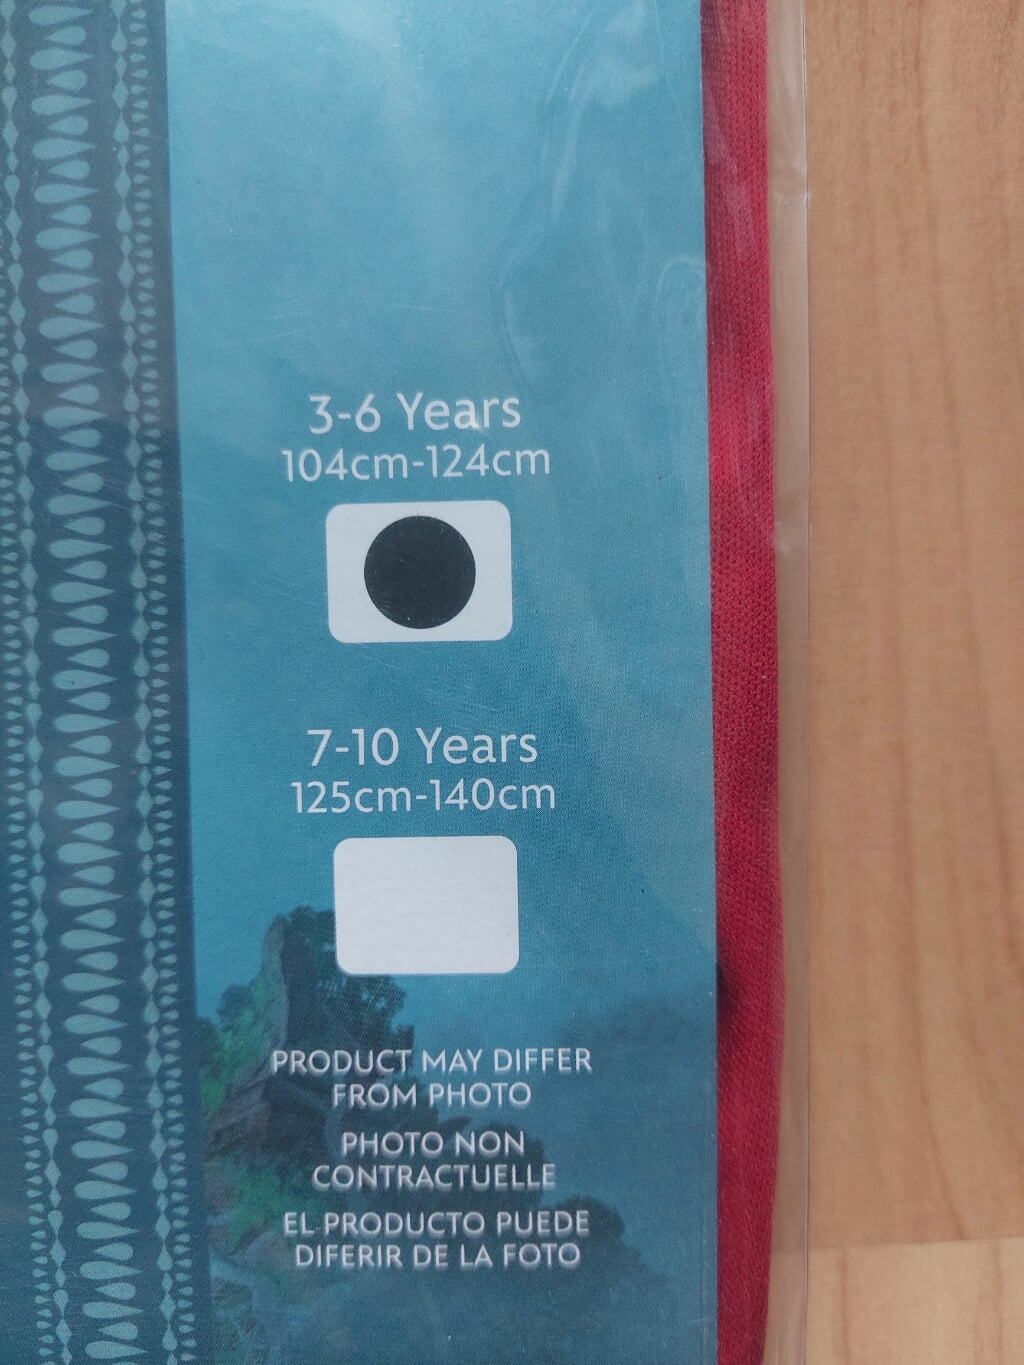 3-6 Years
104cm-124cm
7-10 Years
125cm-140cm
PRODUCT MAY DIFFER
FROM PHOTO
PHOTO NON
CONTRACTUELLE
EL PRODUCTO PUEDE
DIFERIR DE LA FOTO